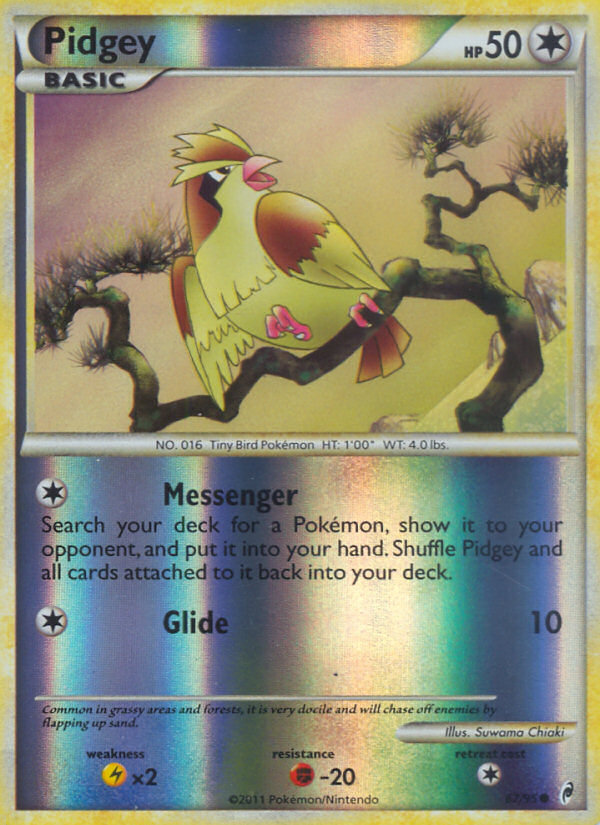 Pidgey
HP 50
BASIC
NO. 016 Tiny Bird Pokémon HT: 1'00" WT: 4.0 lbs.
Messenger
Search your deck for a Pokémon, show it to your
opponent, and put it into your hand. Shuffle Pidgey and
all cards attached to it back into your deck.
Glide 10
Common in grassy areas and forests, it is very docile and will chase off enemies by
flapping up sand.
Illus. Suwama Chiaki
weakness resistance retreat cost
×2 -20
©2011 Pokémon/Nintendo 67/95